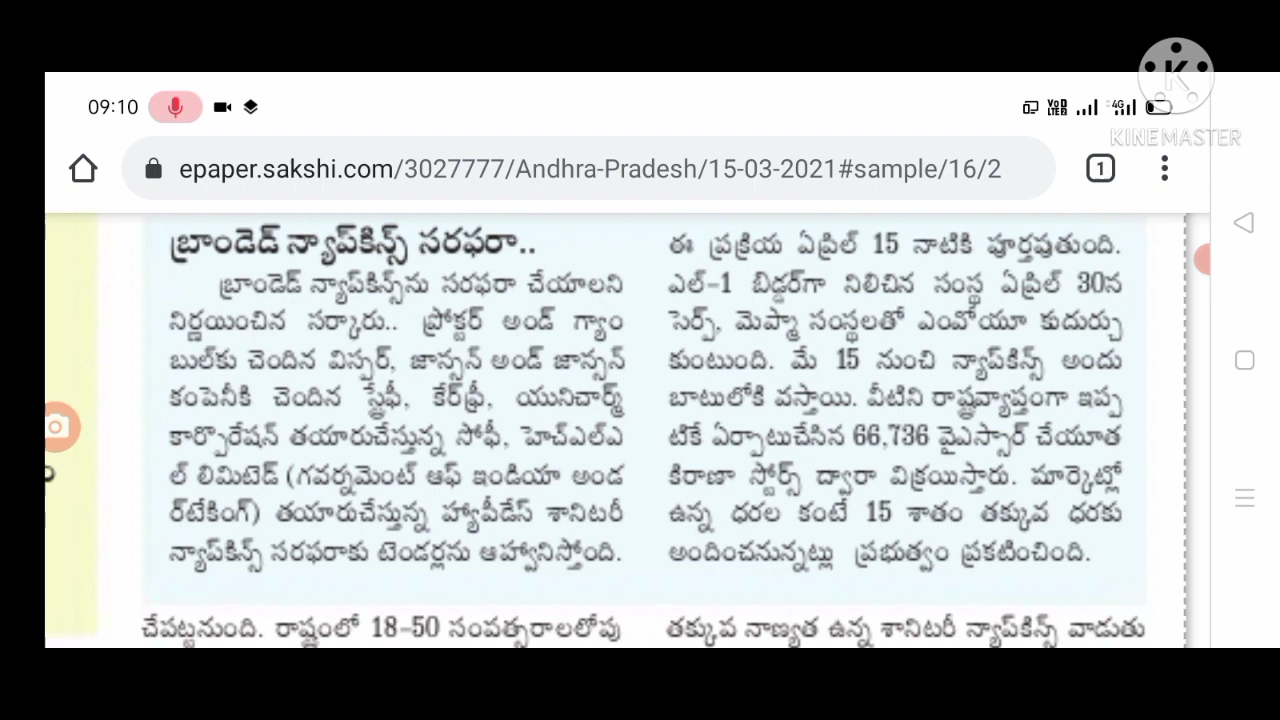 09:10
VoD LTE2 4G
KINEMASTER
epaper.sakshi.com/3027777/Andhra-Pradesh/15-03-2021#sample/16/2
1
బ్రాండెడ్ న్యాప్‌కిన్స్ సరఫరా..
బ్రాండెడ్ న్యాప్‌కిన్స్‌ను సరఫరా చేయాలని
నిర్ణయించిన సర్కారు.. ప్రోక్టర్ అండ్ గ్యాం
బుల్‌కు చెందిన విస్పర్, జాన్సన్ అండ్ జాన్సన్
కంపెనీకి చెందిన స్టేఫ్రీ, కేర్‌ఫ్రీ, యునిచార్మ్
కార్పొరేషన్ తయారుచేస్తున్న సోఫీ, హెచ్ఎల్ఎ
ల్ లిమిటెడ్ (గవర్నమెంట్ ఆఫ్ ఇండియా అండ
ర్‌టేకింగ్) తయారుచేస్తున్న హ్యాపీడేస్ శానిటరీ
న్యాప్‌కిన్స్ సరఫరాకు టెండర్లను ఆహ్వానిస్తోంది.
చేపట్టనుంది. రాష్ట్రంలో 18-50 సంవత్సరాలలోపు
ఈ ప్రక్రియ ఏప్రిల్ 15 నాటికి పూర్తవుతుంది.
ఎల్-1 బిడ్డర్‌గా నిలిచిన సంస్థ ఏప్రిల్ 30న
సెర్ప్, మెప్మా సంస్థలతో ఎంవోయూ కుదుర్చు
కుంటుంది. మే 15 నుంచి న్యాప్‌కిన్స్ అందు
బాటులోకి వస్తాయి. వీటిని రాష్ట్రవ్యాప్తంగా ఇప్ప
టికే ఏర్పాటుచేసిన 66,736 వైఎస్సార్ చేయూత
కిరాణా స్టోర్స్ ద్వారా విక్రయిస్తారు. మార్కెట్లో
ఉన్న ధరల కంటే 15 శాతం తక్కువ ధరకు
అందించనున్నట్లు ప్రభుత్వం ప్రకటించింది.
తక్కువ నాణ్యత ఉన్న శానిటరీ న్యాప్‌కిన్స్ వాడుతు